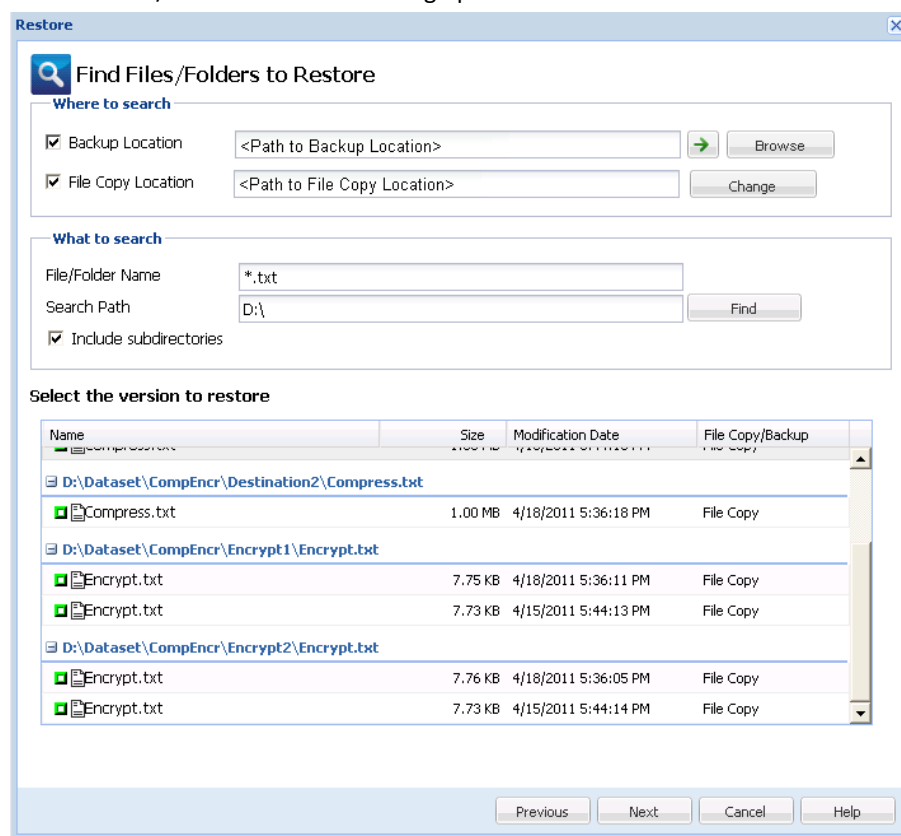 Restore
Find Files/Folders to Restore
Where to search
Backup Location <Path to Backup Location> Browse
File Copy Location <Path to File Copy Location> Change
What to search
File/Folder Name *.txt
Search Path D:\ Find
Include subdirectories
Select the version to restore
Name Size Modification Date File Copy/Backup
D:\Dataset\CompEncr\Destination2\Compress.txt
Compress.txt 1.00 MB 4/18/2011 5:36:18 PM File Copy
D:\Dataset\CompEncr\Encrypt1\Encrypt.txt
Encrypt.txt 7.75 KB 4/18/2011 5:36:11 PM File Copy
Encrypt.txt 7.73 KB 4/15/2011 5:44:13 PM File Copy
D:\Dataset\CompEncr\Encrypt2\Encrypt.txt
Encrypt.txt 7.76 KB 4/18/2011 5:36:05 PM File Copy
Encrypt.txt 7.73 KB 4/15/2011 5:44:14 PM File Copy
Previous Next Cancel Help